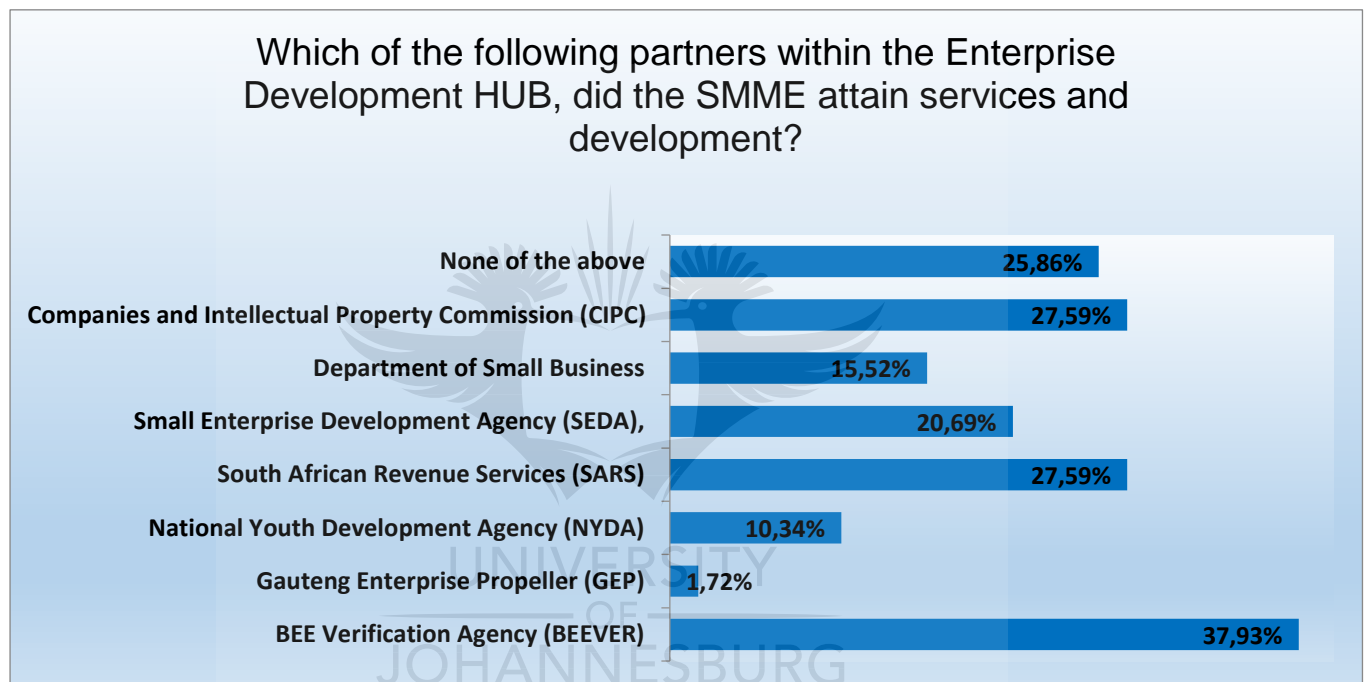 Which of the following partners within the Enterprise
Development HUB, did the SMME attain services and
development?
None of the above
25,86%
Companies and Intellectual Property Commission (CIPC)
27,59%
Department of Small Business
15,52%
Small Enterprise Development Agency (SEDA),
20,69%
South African Revenue Services (SARS)
27,59%
National Youth Development Agency (NYDA)
10,34%
UNIVERSITY
Gauteng Enterprise Propeller (GEP)
1,72%
OF
BEE Verification Agency (BEEVER)
37,93%
JOHANNESBURG